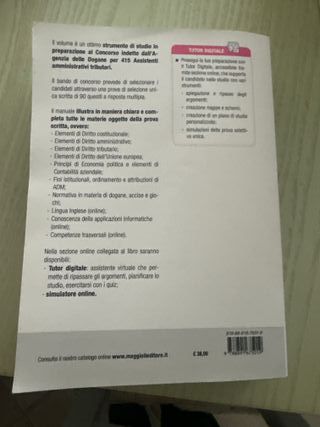 Il volume è un ottimo strumento di studio in
preparazione al Concorso indetto dall'A-
genzia delle Dogane per 415 Assistenti
amministrativi tributari.
Il bando di concorso prevede di selezionare i
candidati attraverso una prova di selezione uni-
ca scritta di 90 quesiti a risposta multipla.
Il manuale illustra in maniera chiara e com-
pleta tutte le materie oggetto della prova
scritta, ovvero:
- Elementi di Diritto costituzionale;
- Elementi di Diritto amministrativo;
- Elementi di Diritto tributario;
- Elementi di Diritto dell'Unione europea;
- Principi di Economia politica e elementi di
Contabilità aziendale;
- Fini istituzionali, ordinamento e attribuzioni di
ADM;
- Normativa in materia di dogane, accise e gio-
chi;
- Lingua Inglese (online);
- Conoscenza delle applicazioni informatiche
(online);
- Competenze trasversali (online).
Nella sezione online collegata al libro saranno
disponibili:
- Tutor digitale: assistente virtuale che per-
mette di ripassare gli argomenti, pianificare lo
studio, esercitarsi con i quiz;
- simulatore online.
TUTOR DIGITALE
Prosegui la tua preparazione con
il Tutor Digitale, accessibile tra-
mite sezione online, che supporta
il candidato nello studio con vari
strumenti:
- spiegazione e ripasso degli
argomenti;
- creazione mappe e schemi;
- creazione di un piano di studio
personalizzato;
- simulazioni della prova seletti-
va unica.
Consulta il nostro catalogo online www.maggiolieditore.it
€ 38,00